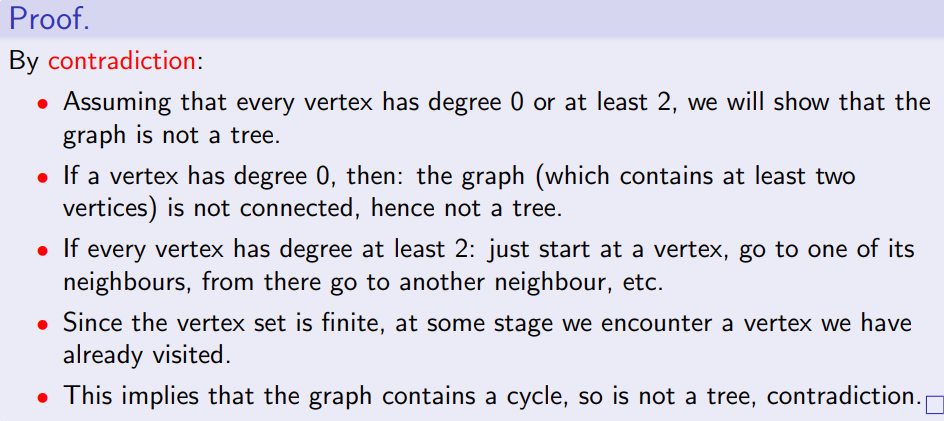 Proof.
By contradiction:
• Assuming that every vertex has degree 0 or at least 2, we will show that the
graph is not a tree.
• If a vertex has degree 0, then: the graph (which contains at least two
vertices) is not connected, hence not a tree.
• If every vertex has degree at least 2: just start at a vertex, go to one of its
neighbours, from there go to another neighbour, etc.
• Since the vertex set is finite, at some stage we encounter a vertex we have
already visited.
• This implies that the graph contains a cycle, so is not a tree, contradiction. □